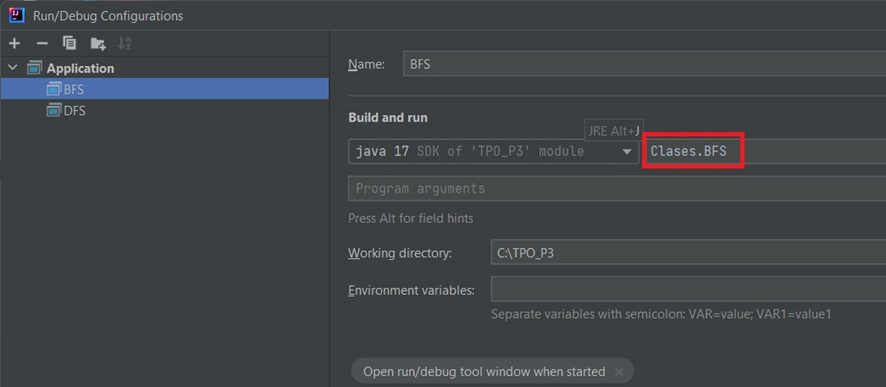 Run/Debug Configurations
Application
BFS
DFS
Name: BFS
Build and run
JRE Alt+J
java 17 SDK of 'TPO_P3' module Clases.BFS
Program arguments
Press Alt for field hints
Working directory: C:\TPO_P3
Environment variables:
Separate variables with semicolon: VAR=value; VAR1=value1
Open run/debug tool window when started ×